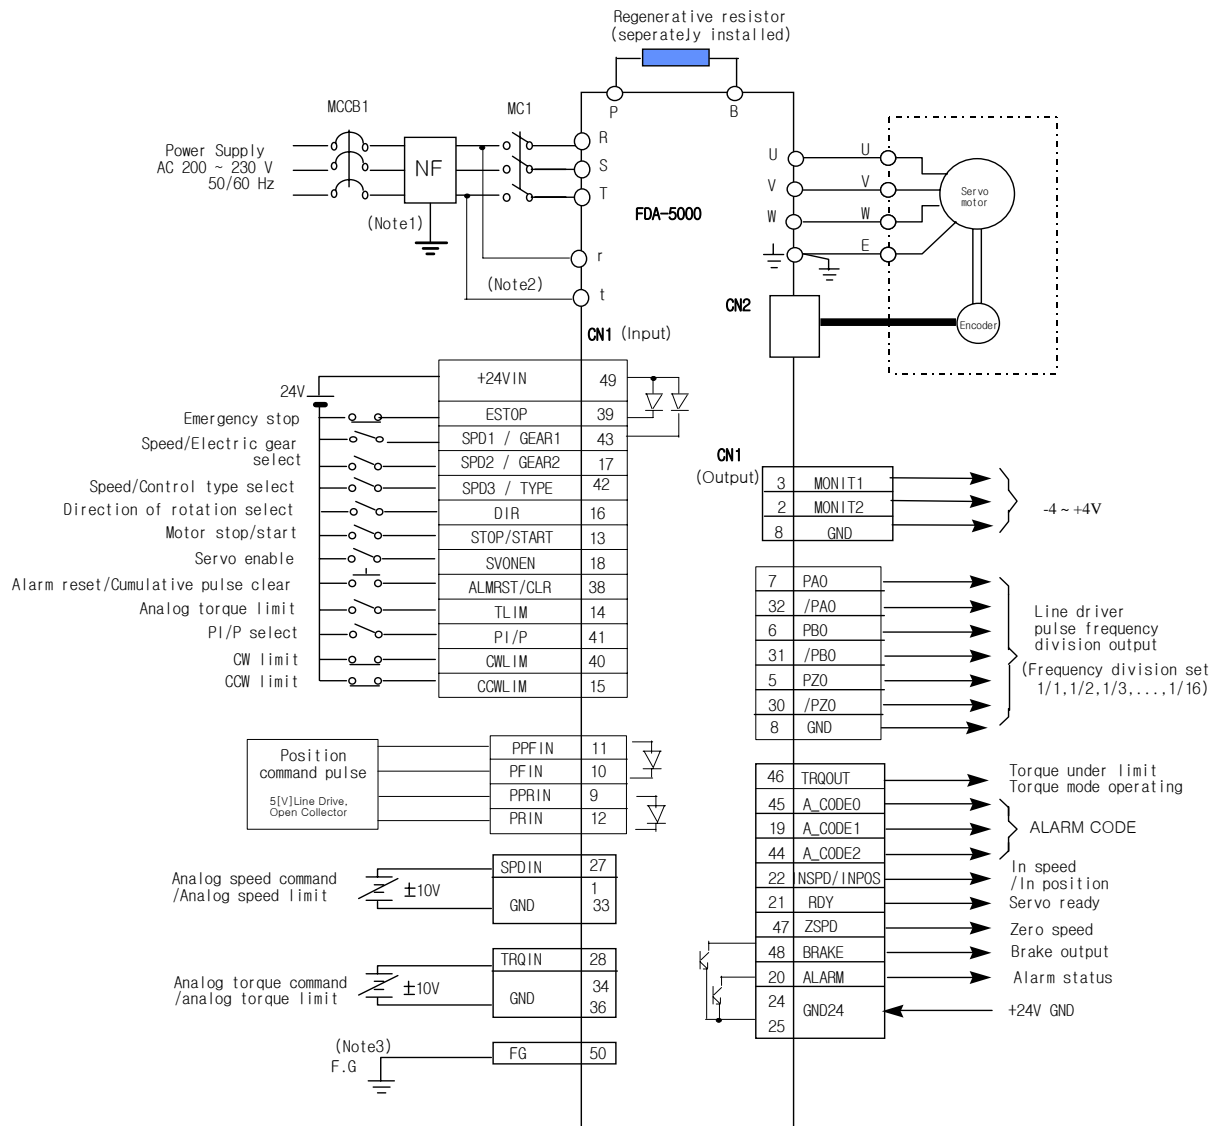 Regenerative resistor
(seperately installed)
P
B
MCCB1
MC1
Power Supply
AC 200 ~ 230 V
50/60 Hz
NF
(Note1)
(Note2)
R
S
T
r
t
FDA-5000
U
V
W
U
V
W
E
Servo
motor
Encoder
CN2
CN1 (Input)
24V
+24VIN 49
Emergency stop ESTOP 39
Speed/Electric gear
select
SPD1 / GEAR1 43
SPD2 / GEAR2 17
Speed/Control type select SPD3 / TYPE 42
Direction of rotation select DIR 16
Motor stop/start STOP/START 13
Servo enable SVONEN 18
Alarm reset/Cumulative pulse clear ALMRST/CLR 38
Analog torque limit TLIM 14
PI/P select PI/P 41
CW limit CWLIM 40
CCW limit CCWLIM 15
Position
command pulse
5[V]Line Drive,
Open Collector
PPFIN 11
PFIN 10
PPRIN 9
PRIN 12
Analog speed command
/Analog speed limit
±10V
SPDIN 27
GND
1
33
Analog torque command
/analog torque limit
±10V
TRQIN 28
GND
34
36
(Note3)
F.G
FG 50
CN1
(Output)
3 MONIT1
2 MONIT2
8 GND
-4 ~ +4V
7 PAO
32 /PAO
6 PBO
31 /PBO
5 PZO
30 /PZO
8 GND
Line driver
pulse frequency
division output
(Frequency division set
1/1,1/2,1/3,...,1/16)
46 TRQOUT
Torque under limit
Torque mode operating
45 A_CODE0
19 A_CODE1
44 A_CODE2
ALARM CODE
22 INSPD/INPOS
In speed
/In position
21 RDY Servo ready
47 ZSPD Zero speed
48 BRAKE Brake output
20 ALARM Alarm status
24
25
GND24
+24V GND